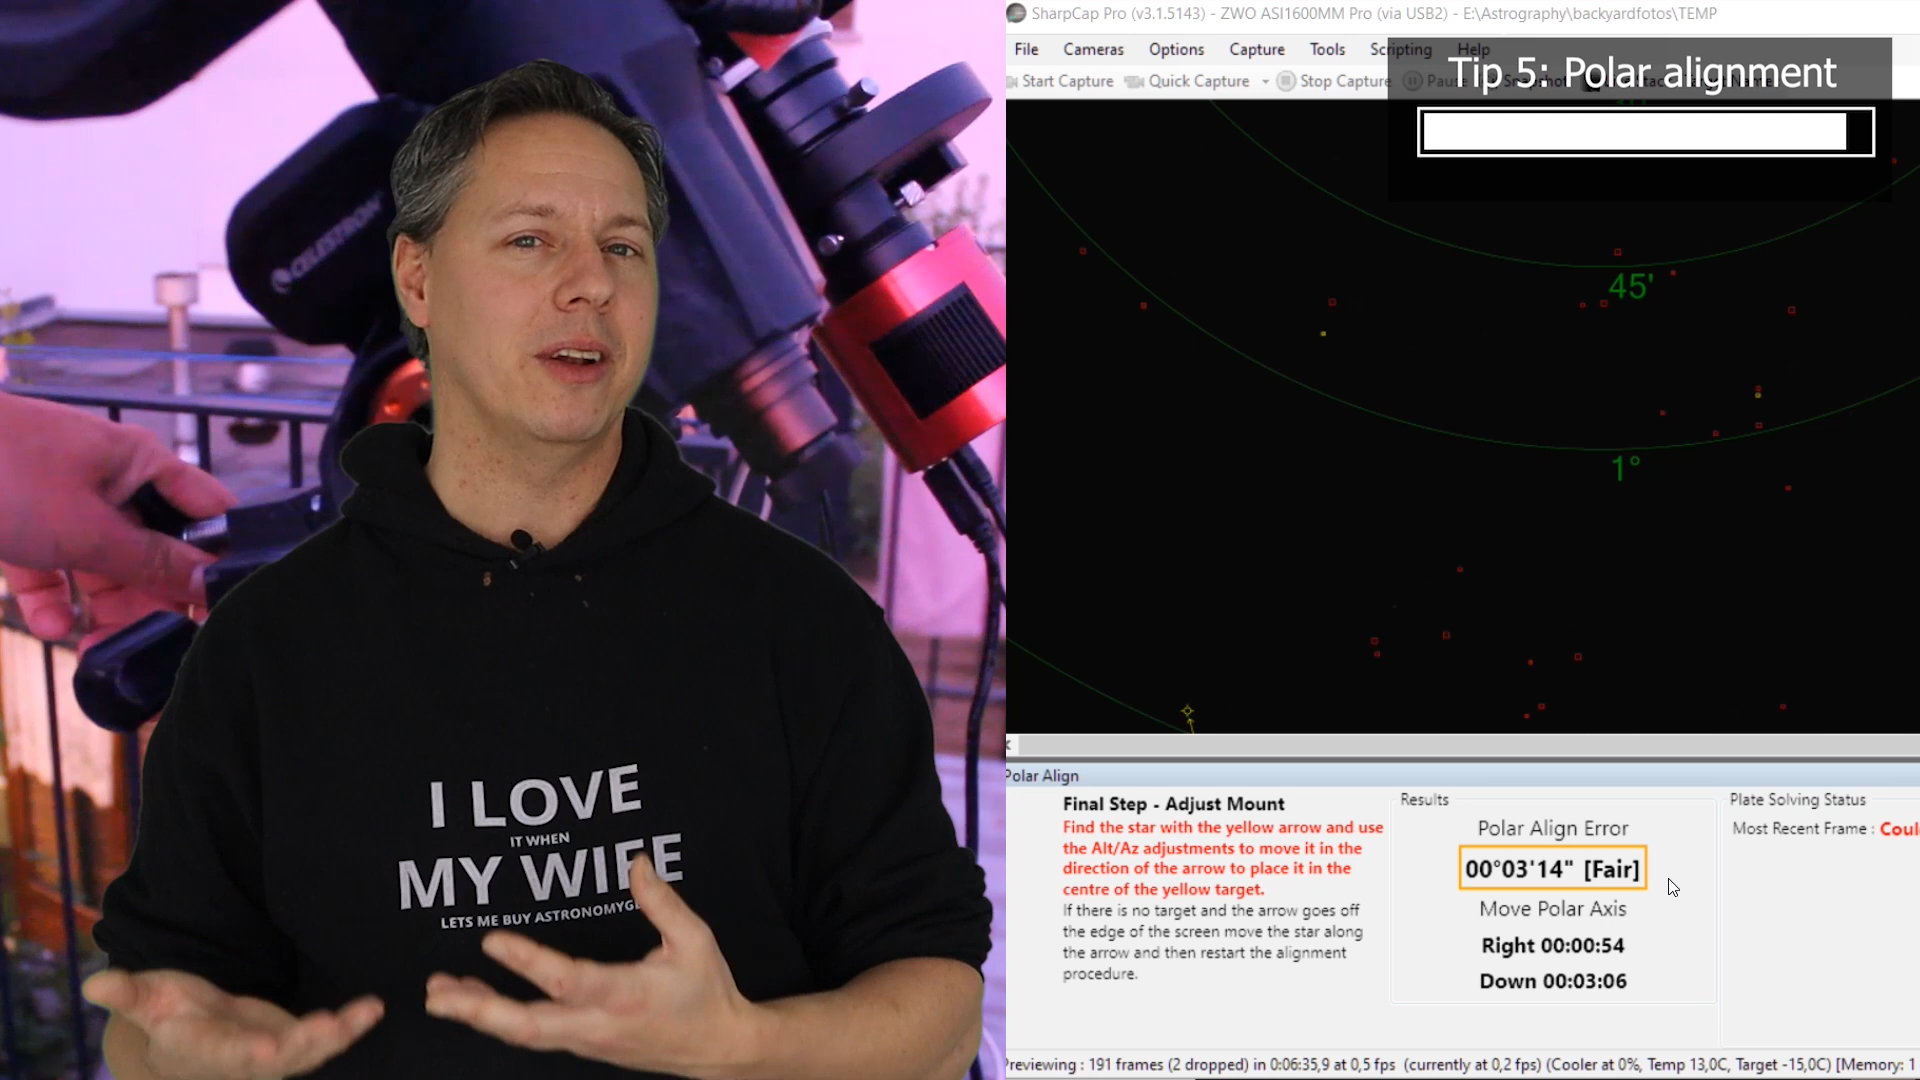 SharpCap Pro (v3.1.5143) - ZWO ASI1600MM Pro (via USB2) - E:\Astrography\backyardfotos\TEMP
File Cameras Options Capture Tools Scripting Help
Start Capture Quick Capture Stop Capture Pause
Tip 5: Polar alignment
CELESTRON
45'
1°
I LOVE
IT WHEN
MY WIFE
LETS ME BUY
Polar Align
Final Step - Adjust Mount
Find the star with the yellow arrow and use
the Alt/Az adjustments to move it in the
direction of the arrow to place it in the
centre of the yellow target.
If there is no target and the arrow goes off
the edge of the screen move the star along
the arrow and then restart the alignment
procedure.
Results
Polar Align Error
00°03'14" [Fair]
Move Polar Axis
Right 00:00:54
Down 00:03:06
Plate Solving Status
Most Recent Frame :
Previewing : 191 frames (2 dropped) in 0:06:35,9 at 0,5 fps (currently at 0,2 fps) (Cooler at 0%, Temp 13,0C, Target -15,0C) [Memory: 1